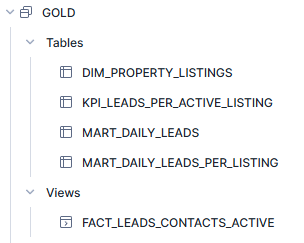 GOLD
Tables
DIM_PROPERTY_LISTINGS
KPI_LEADS_PER_ACTIVE_LISTING
MART_DAILY_LEADS
MART_DAILY_LEADS_PER_LISTING
Views
FACT_LEADS_CONTACTS_ACTIVE